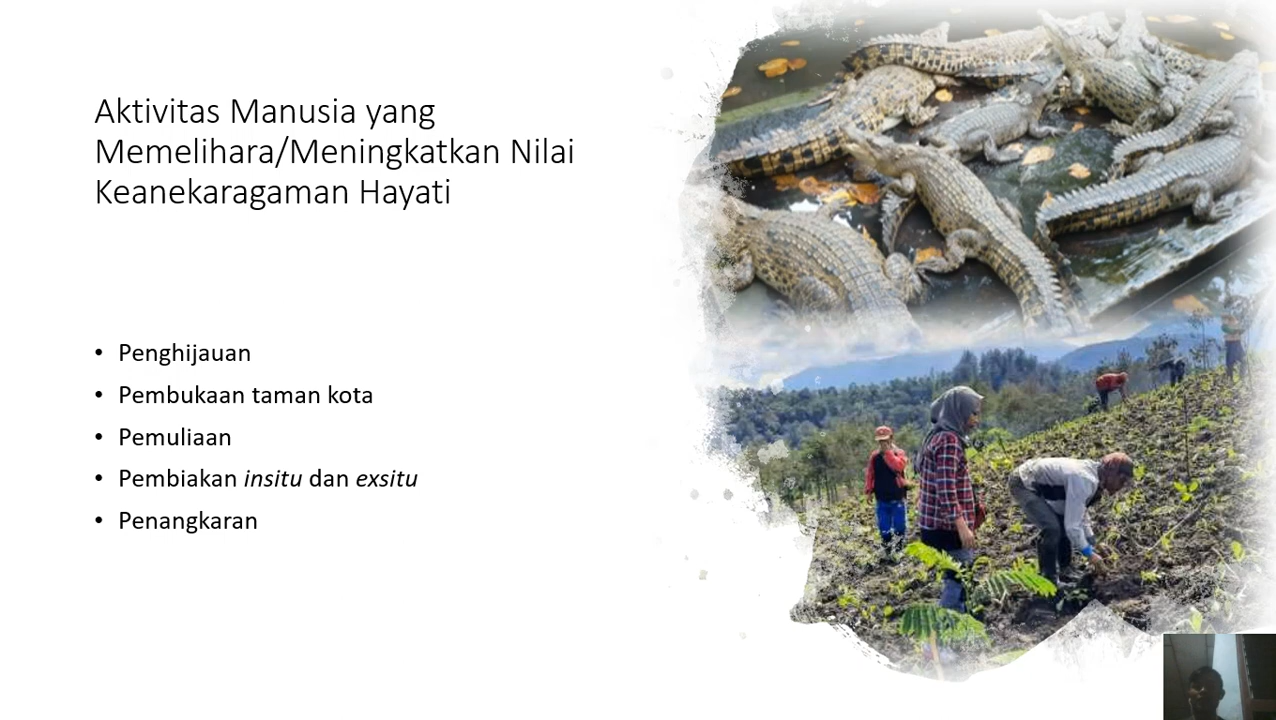 Aktivitas Manusia yang
Memelihara/Meningkatkan Nilai
Keanekaragaman Hayati
• Penghijauan
• Pembukaan taman kota
• Pemuliaan
• Pembiakan insitu dan exsitu
• Penangkaran